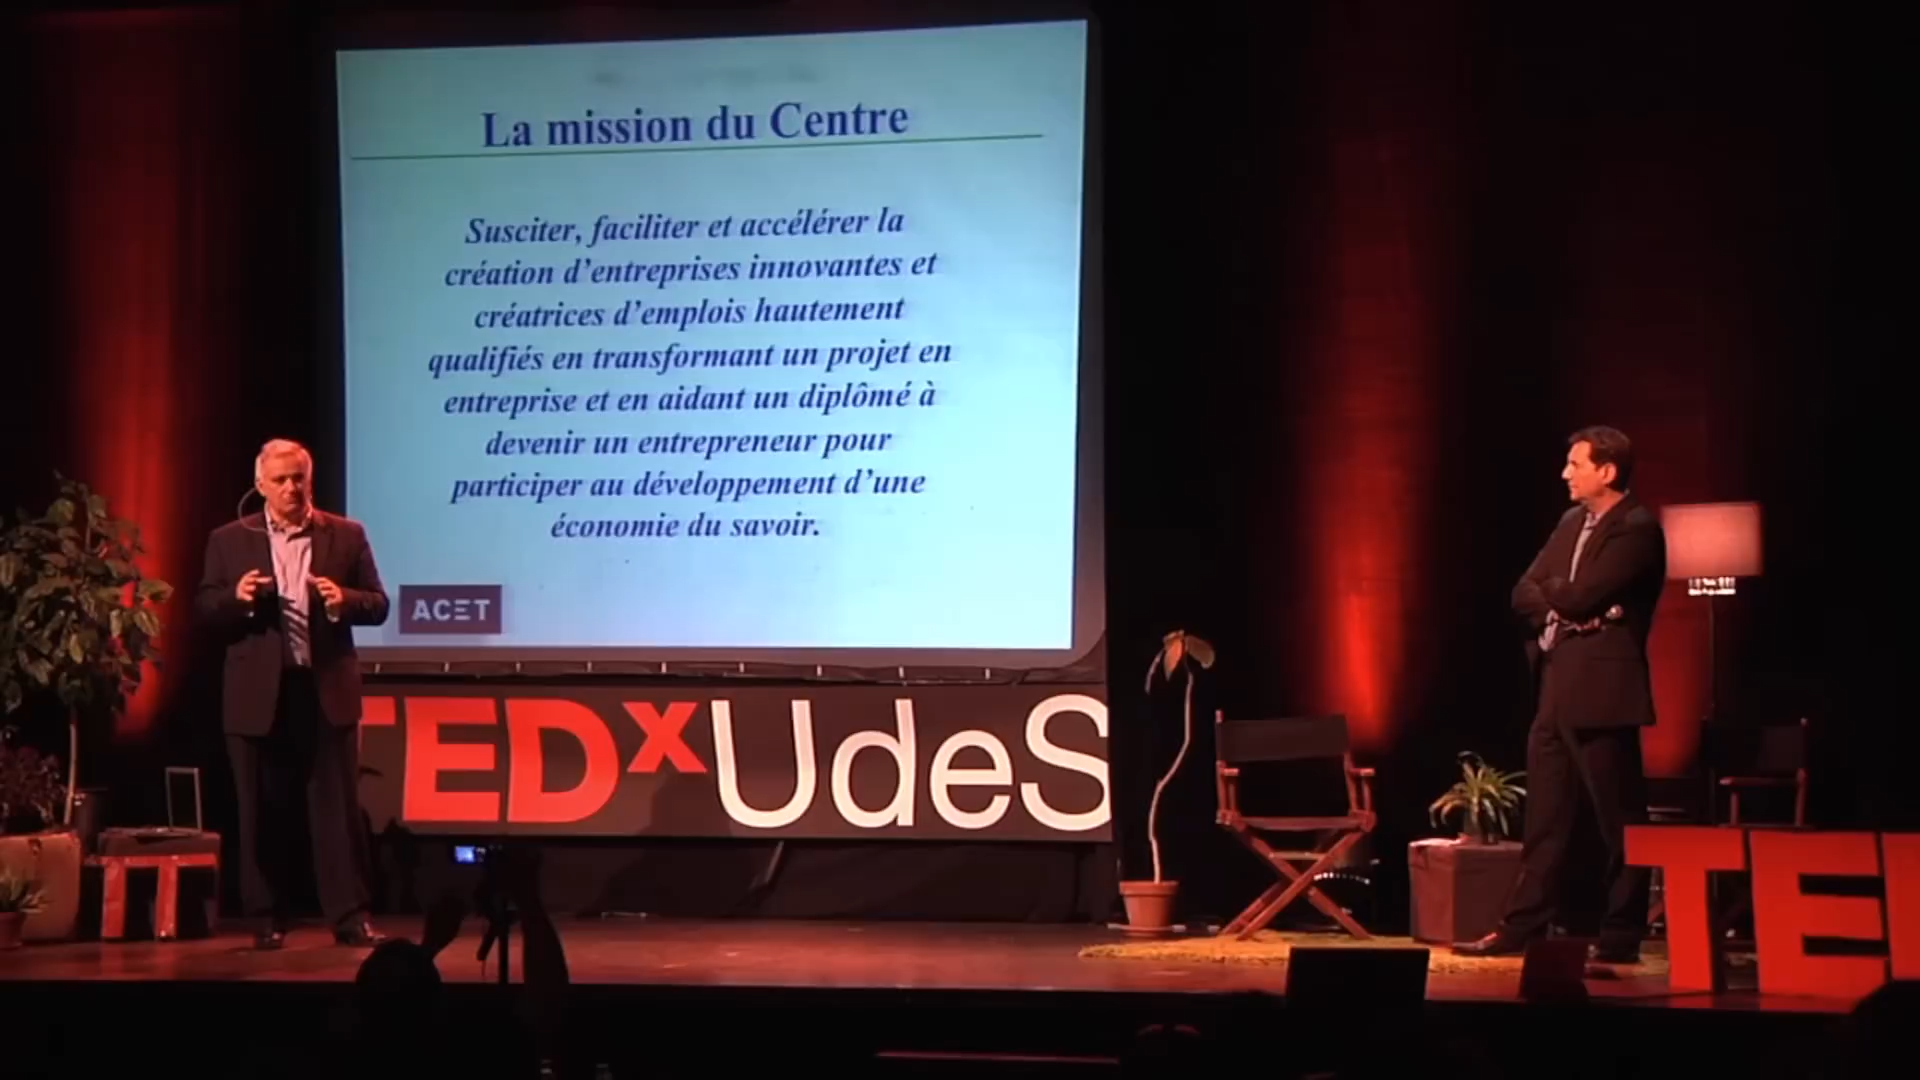 La mission du Centre
Susciter, faciliter et accélérer la
création d’entreprises innovantes et
créatrices d’emplois hautement
qualifiés en transformant un projet en
entreprise et en aidant un diplômé à
devenir un entrepreneur pour
participer au développement d’une
économie du savoir.
ACET
TEDxUdeS
TE